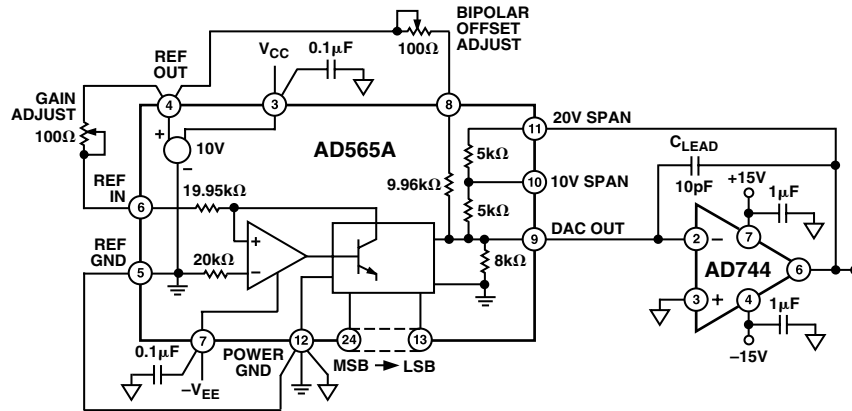 BIPOLAR
OFFSET
ADJUST
100Ω
REF
OUT
VCC
0.1µF
GAIN
ADJUST
100Ω
4
3
8
11
20V SPAN
+
10V
–
AD565A
5kΩ
CLEAD
10pF
REF
IN
19.95kΩ
9.96kΩ
10
10V SPAN
+15V
1µF
6
5kΩ
REF
GND
+
–
9
DAC OUT
2
–
7
5
20kΩ
8kΩ
AD744
6
3
+
4
1µF
0.1µF
7
POWER
GND
12
24
13
–15V
MSB
LSB
–VEE